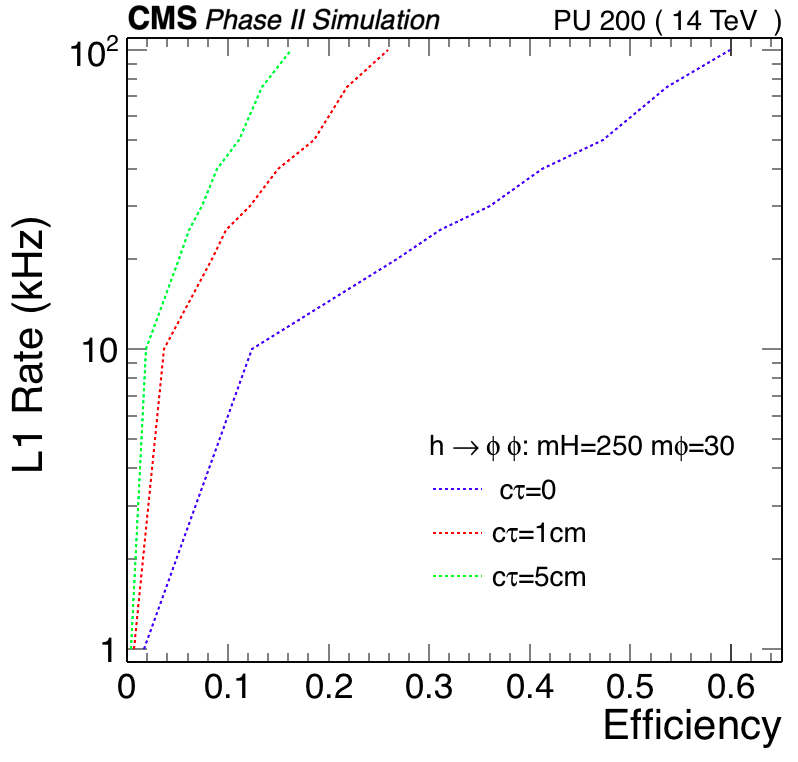 CMS Phase II Simulation PU 200 ( 14 TeV )
10²
10
1
L1 Rate (kHz)
h → ϕ ϕ: mH=250 mϕ=30
cτ=0
cτ=1cm
cτ=5cm
0 0.1 0.2 0.3 0.4 0.5 0.6
Efficiency